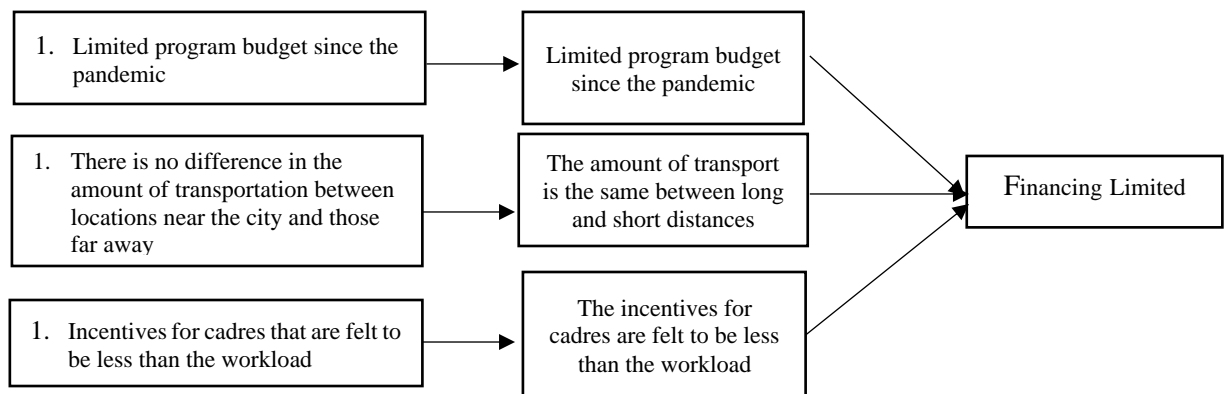 1. Limited program budget since the
pandemic
Limited program budget
since the pandemic
1. There is no difference in the
amount of transportation between
locations near the city and those
far away
The amount of transport
is the same between long
and short distances
Financing Limited
1. Incentives for cadres that are felt to
be less than the workload
The incentives for
cadres are felt to be less
than the workload